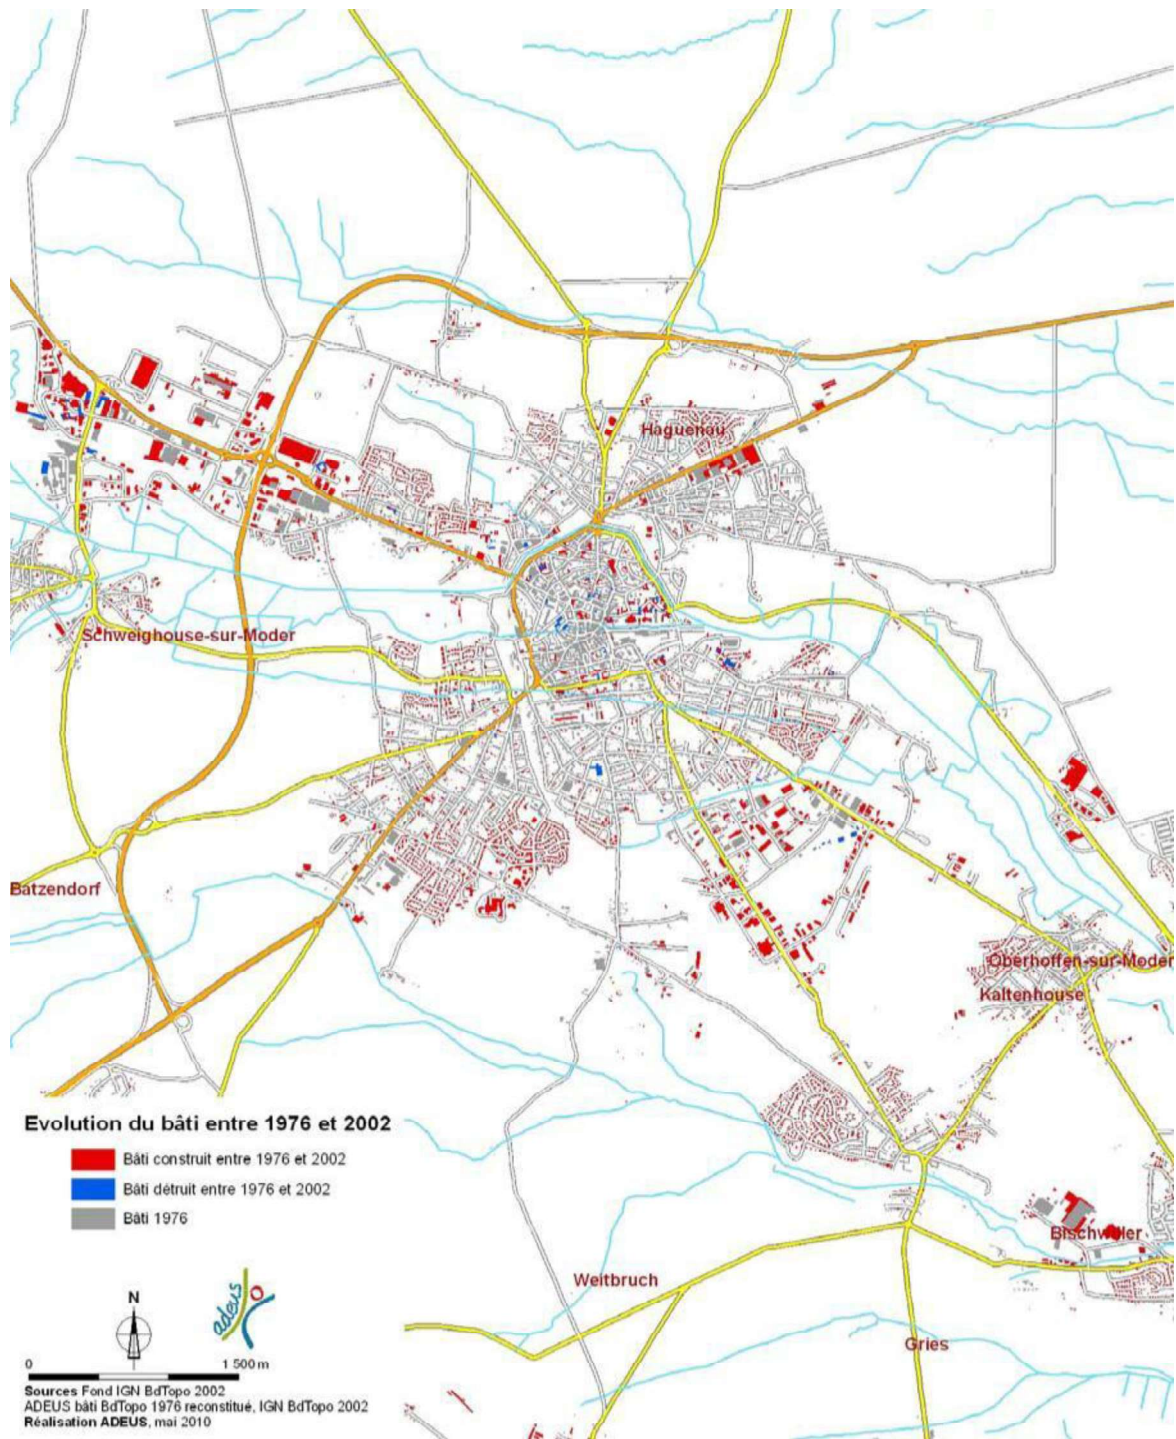 Haguenau
Schweighouse-sur-Moder
Batzendorf
Oberhoffen-sur-Moder
Kaltenhouse
Bischwiller
Weitbruch
Gries
Evolution du bâti entre 1976 et 2002
Bâti construit entre 1976 et 2002
Bâti détruit entre 1976 et 2002
Bâti 1976
N
adeus
0 1 500 m
Sources Fond IGN BdTopo 2002
ADEUS bâti BdTopo 1976 reconstitué, IGN BdTopo 2002
Réalisation ADEUS, mai 2010